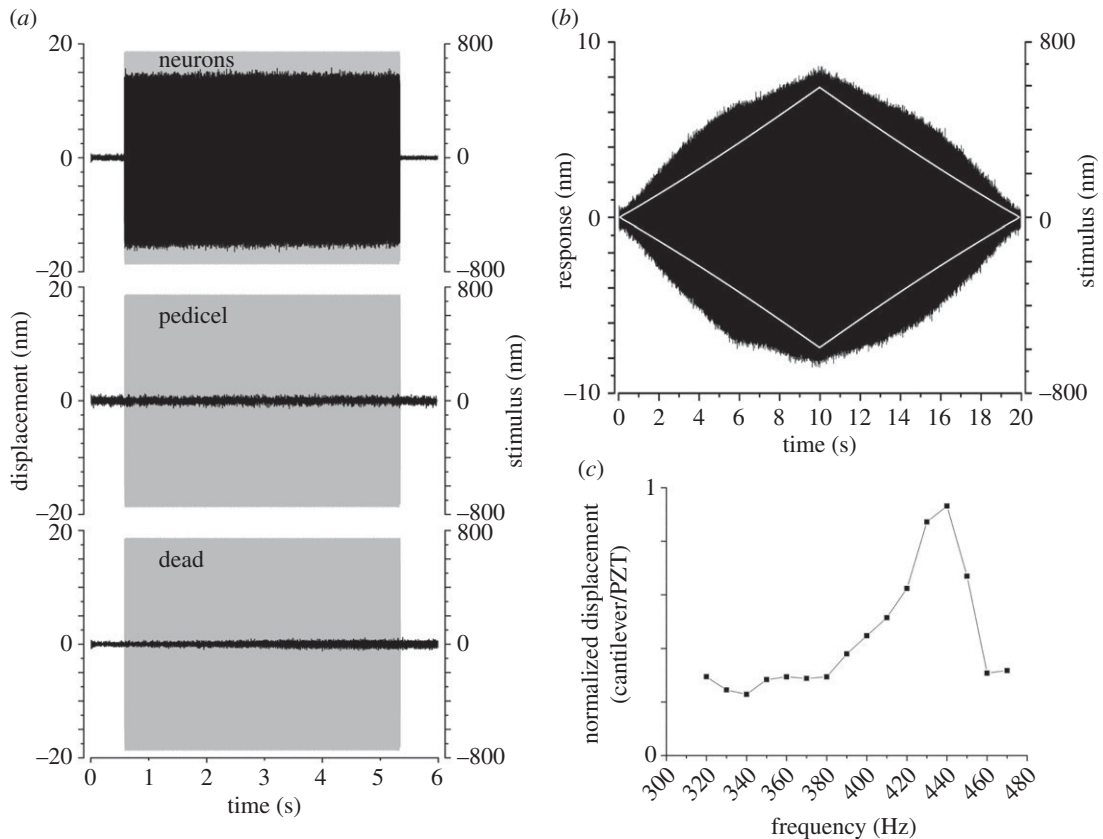 (a)
20
0
–20
neurons
800
0
–800
20
0
–20
pedicel
800
0
–800
20
0
–20
dead
800
0
–800
displacement (nm)
stimulus (nm)
0 1 2 3 4 5 6
time (s)
(b)
10
5
0
–5
–10
response (nm)
800
0
–800
stimulus (nm)
0 2 4 6 8 10 12 14 16 18 20
time (s)
(c)
1
0
normalized displacement
(cantilever/PZT)
300 320 340 360 380 400 420 440 460 480
frequency (Hz)